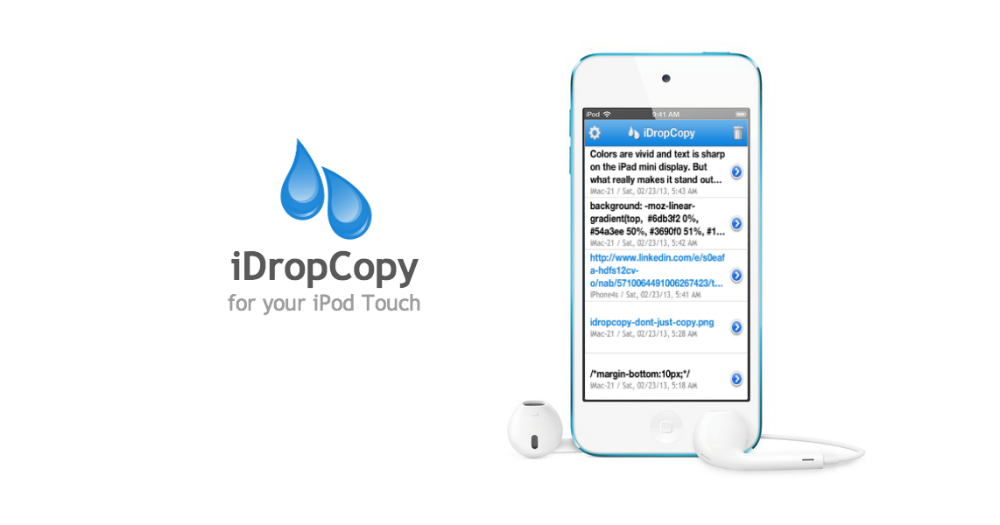 iDropCopy
for your iPod Touch
iPod 9:41 AM
iDropCopy
Colors are vivid and text is sharp
on the iPad mini display. But
what really makes it stand out...
iMac-21 / Sat, 02/23/13, 5:43 AM
background: -moz-linear-
gradient(top, #6db3f2 0%,
#54a3ee 50%, #3690f0 51%, #1...
iMac-21 / Sat, 02/23/13, 5:42 AM
http://www.linkedin.com/e/s0eaf
a-hdfs12cv-
o/nab/5710064491006267423/t...
iPhone4s / Sat, 02/23/13, 5:41 AM
idropcopy-dont-just-copy.png
iMac-21 / Sat, 02/23/13, 5:28 AM
/*margin-bottom:10px;*/
iMac-21 / Sat, 02/23/13, 5:18 AM